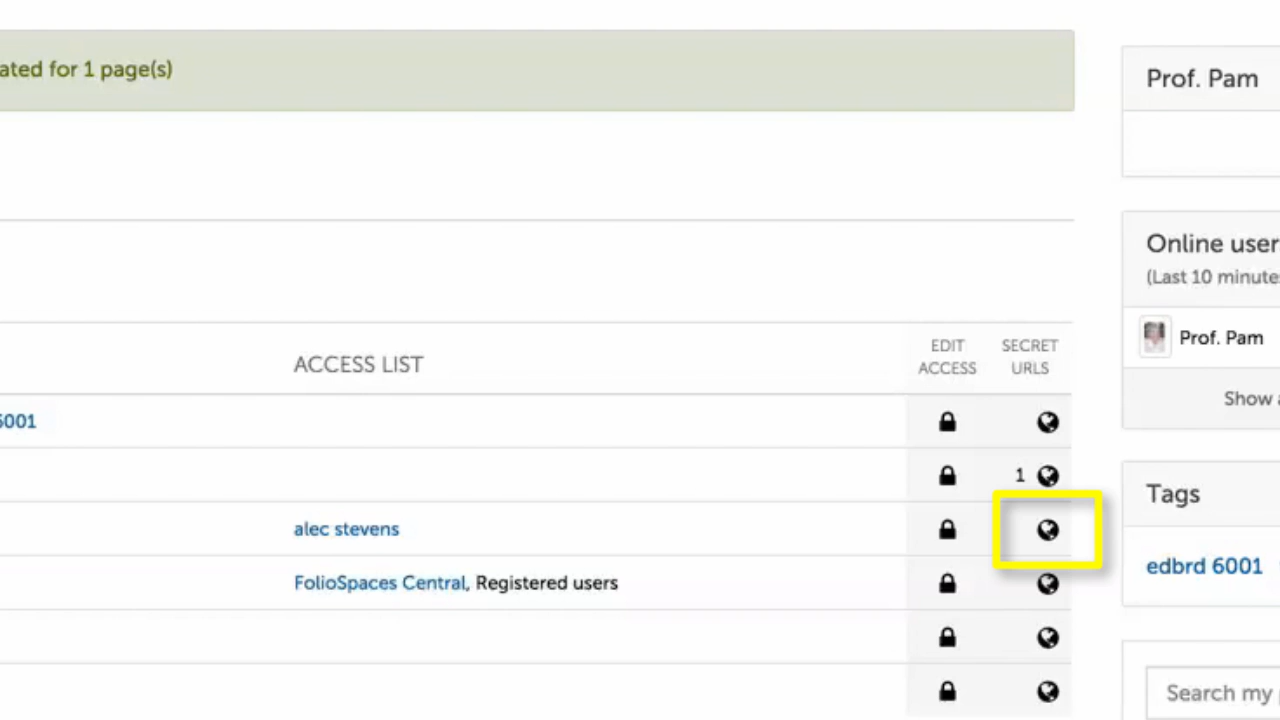 ated for 1 page(s)
Prof. Pam
Online user
(Last 10 minute
Prof. Pam
Show
ACCESS LIST
EDIT ACCESS
SECRET URLS
6001
1
alec stevens
FolioSpaces Central, Registered users
Tags
edbrd 6001
Search my